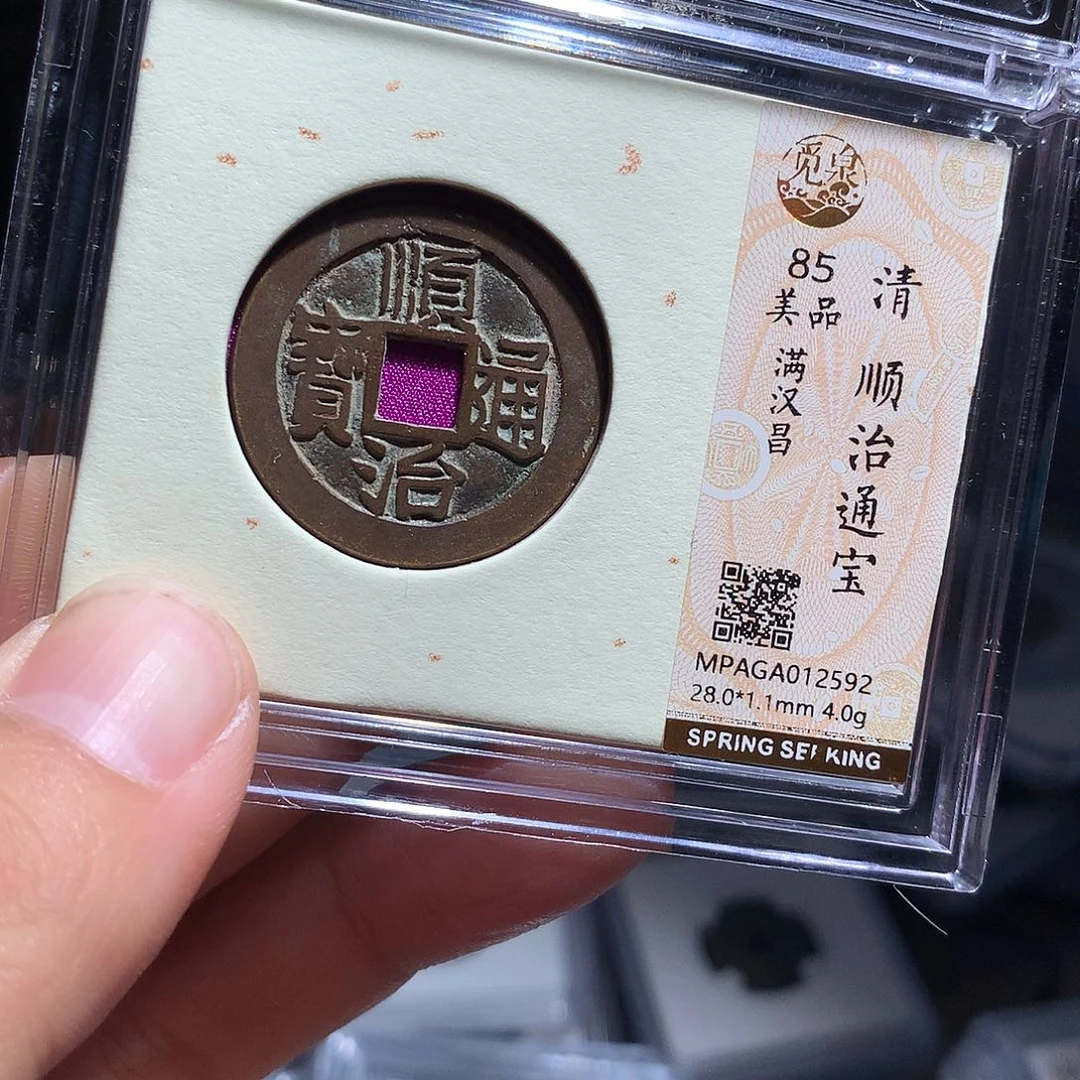 順
治
通
寶
觅泉
清 顺治通宝
85
美品
满汉昌
MPAGA012592
28.0*1.1mm 4.0g
SPRING SEEKING